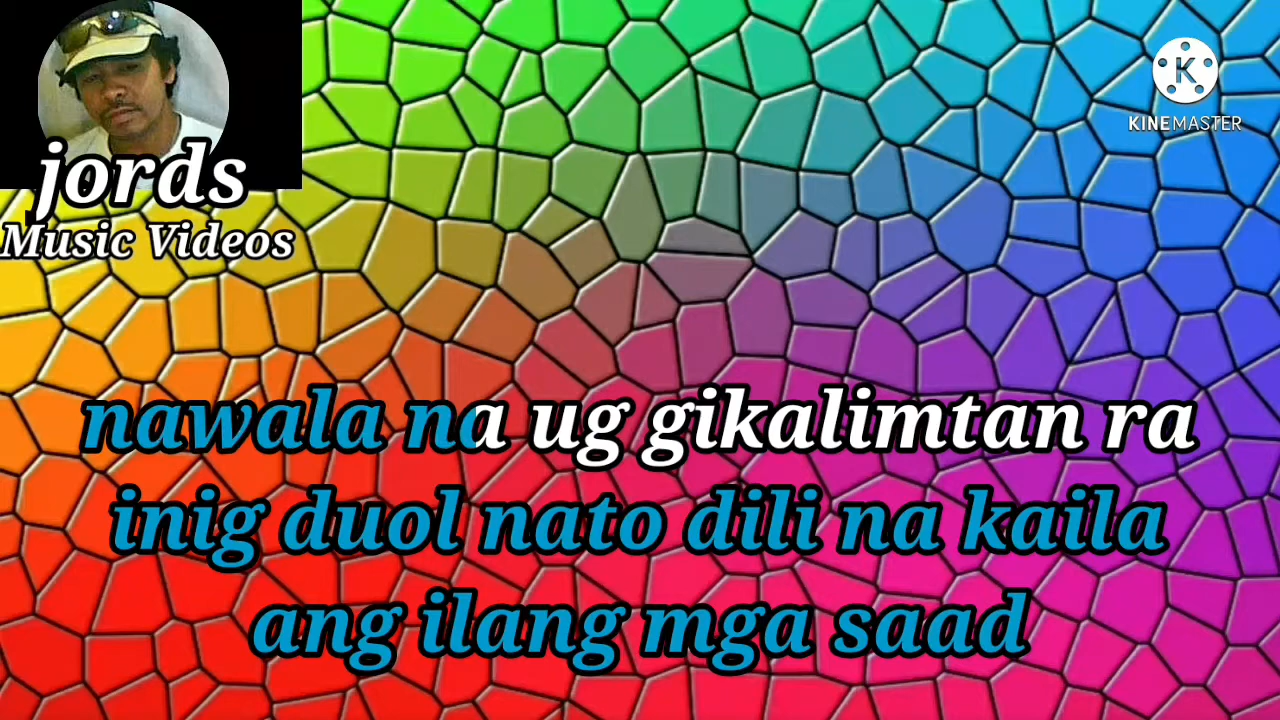 jords
Music Videos
K
KINEMASTER
nawala na ug gikalimtan ra
inig duol nato dili na kaila
ang ilang mga saad